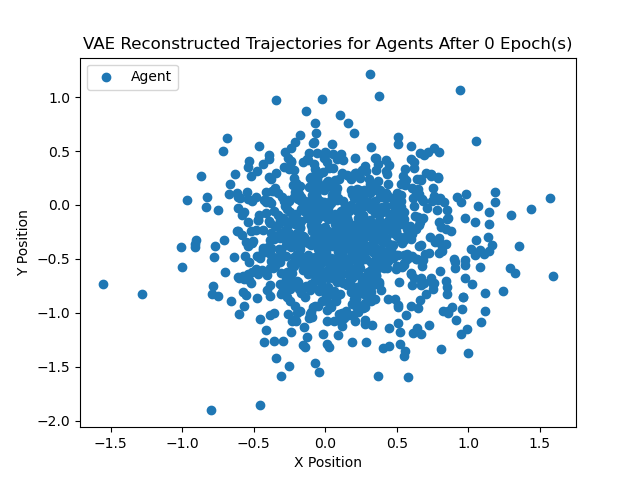 VAE Reconstructed Trajectories for Agents After 0 Epoch(s)
Agent
1.0
0.5
0.0
−0.5
−1.0
−1.5
−2.0
Y Position
−1.5 −1.0 −0.5 0.0 0.5 1.0 1.5
X Position